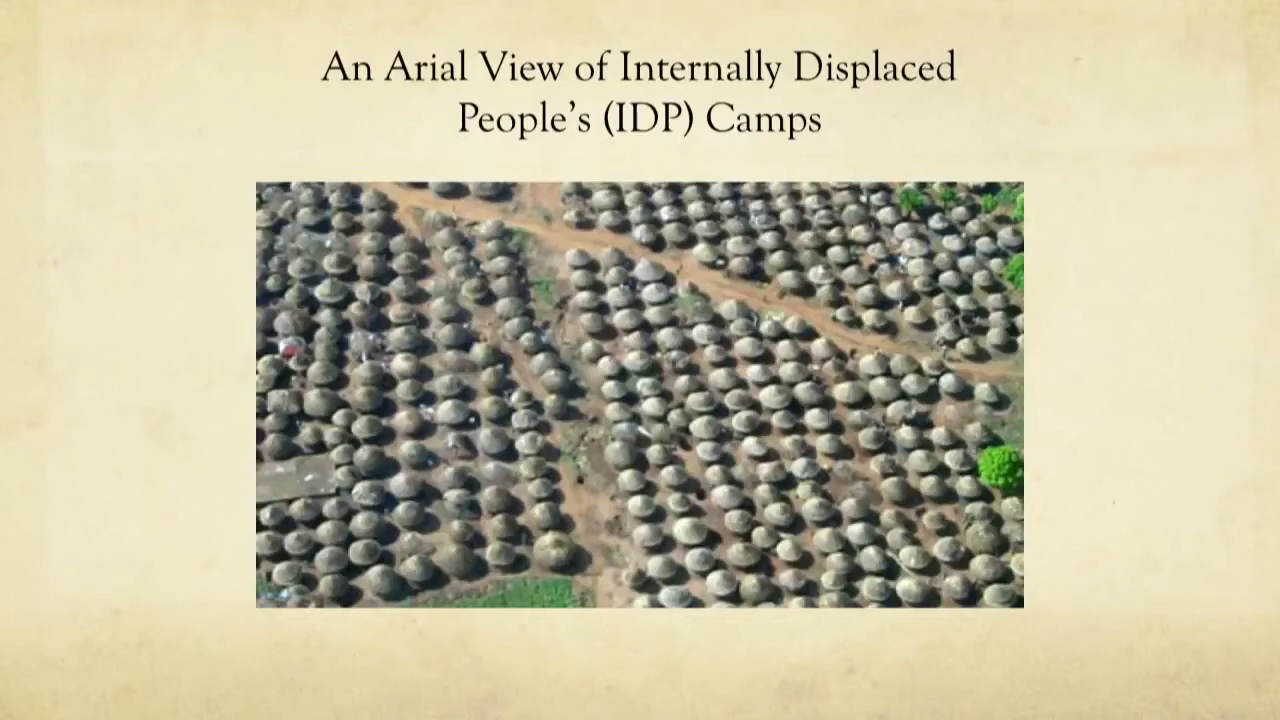 An Arial View of Internally Displaced
People's (IDP) Camps